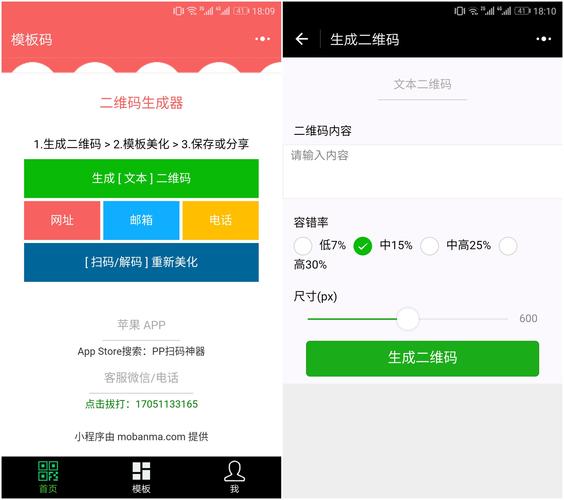 41 18:09
模板码
二维码生成器
1.生成二维码 > 2.模板美化 > 3.保存或分享
生成 [ 文本 ] 二维码
网址 邮箱 电话
[ 扫码/解码 ] 重新美化
苹果 APP
App Store搜索：PP扫码神器
客服微信/电话
点击拨打：17051133165
小程序由 mobanma.com 提供
首页 模板 我
41 18:10
生成二维码
文本二维码
二维码内容
请输入内容
容错率
低7% 中15% 中高25%
高30%
尺寸(px)
600
生成二维码